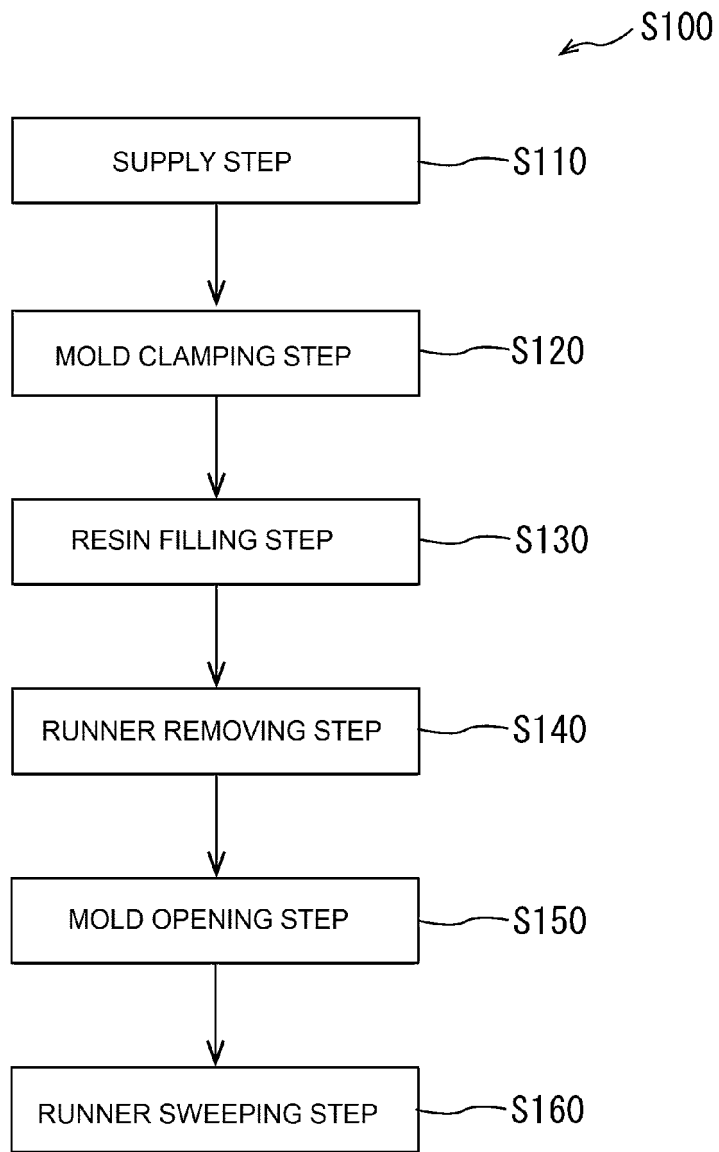 S100
SUPPLY STEP
S110
MOLD CLAMPING STEP
S120
RESIN FILLING STEP
S130
RUNNER REMOVING STEP
S140
MOLD OPENING STEP
S150
RUNNER SWEEPING STEP
S160